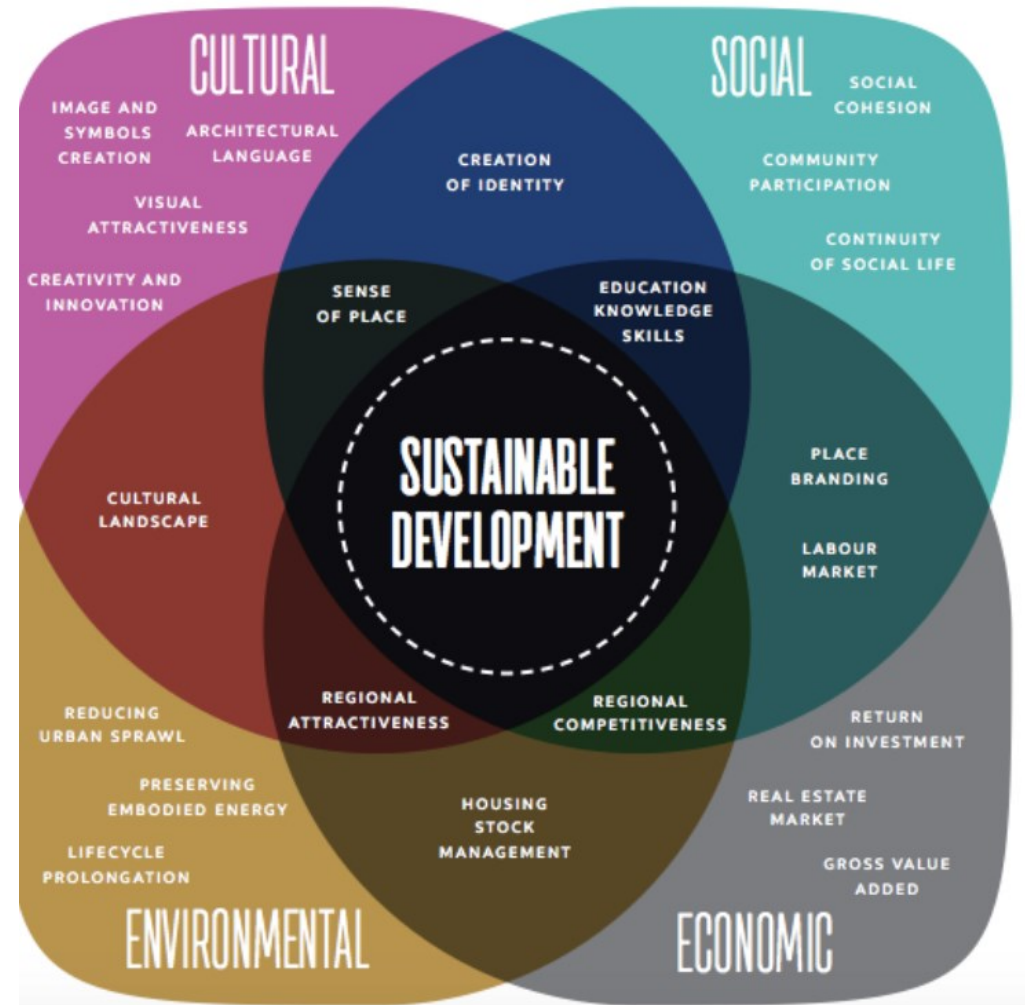 CULTURAL
IMAGE AND
SYMBOLS
CREATION
ARCHITECTURAL
LANGUAGE
VISUAL
ATTRACTIVENESS
CREATIVITY AND
INNOVATION
CREATION
OF IDENTITY
SOCIAL
SOCIAL
COHESION
COMMUNITY
PARTICIPATION
CONTINUITY
OF SOCIAL LIFE
SENSE
OF PLACE
EDUCATION
KNOWLEDGE
SKILLS
CULTURAL
LANDSCAPE
SUSTAINABLE
DEVELOPMENT
PLACE
BRANDING
LABOUR
MARKET
REGIONAL
ATTRACTIVENESS
REGIONAL
COMPETITIVENESS
REDUCING
URBAN SPRAWL
PRESERVING
EMBODIED ENERGY
LIFECYCLE
PROLONGATION
ENVIRONMENTAL
HOUSING
STOCK
MANAGEMENT
RETURN
ON INVESTMENT
REAL ESTATE
MARKET
GROSS VALUE
ADDED
ECONOMIC